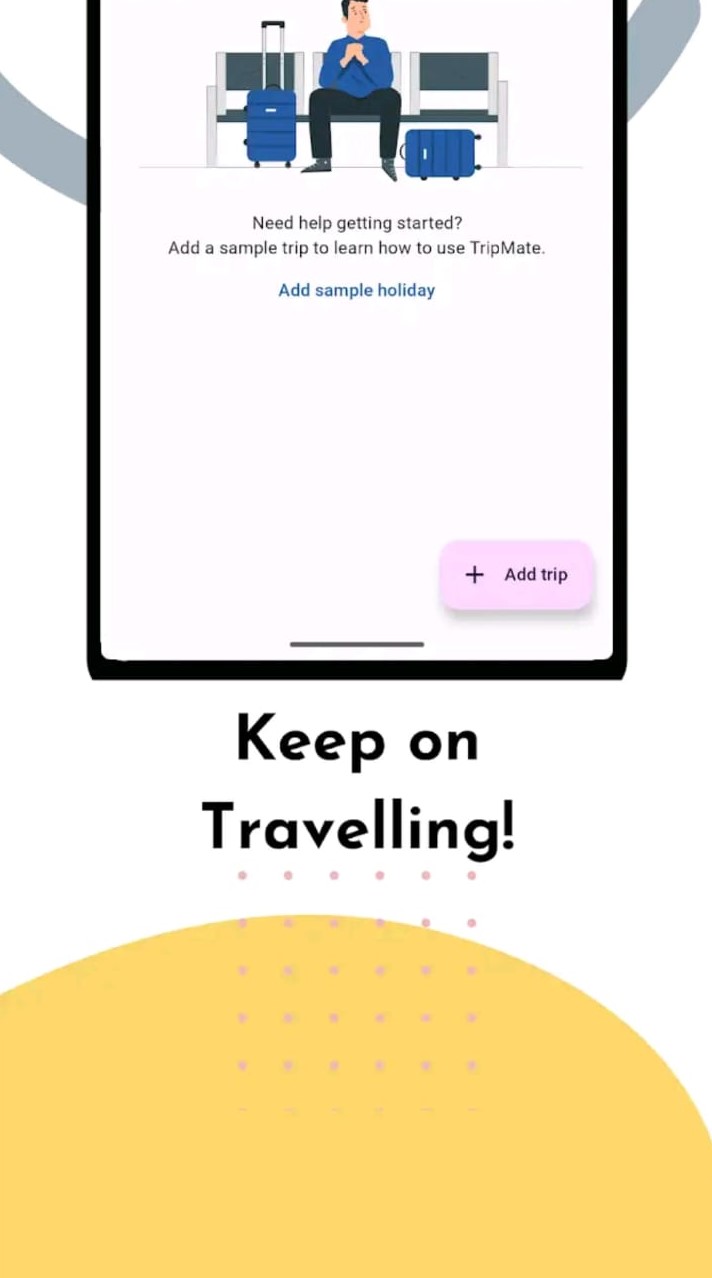 Need help getting started?
Add a sample trip to learn how to use TripMate.
Add sample holiday
+ Add trip
Keep on
Travelling!